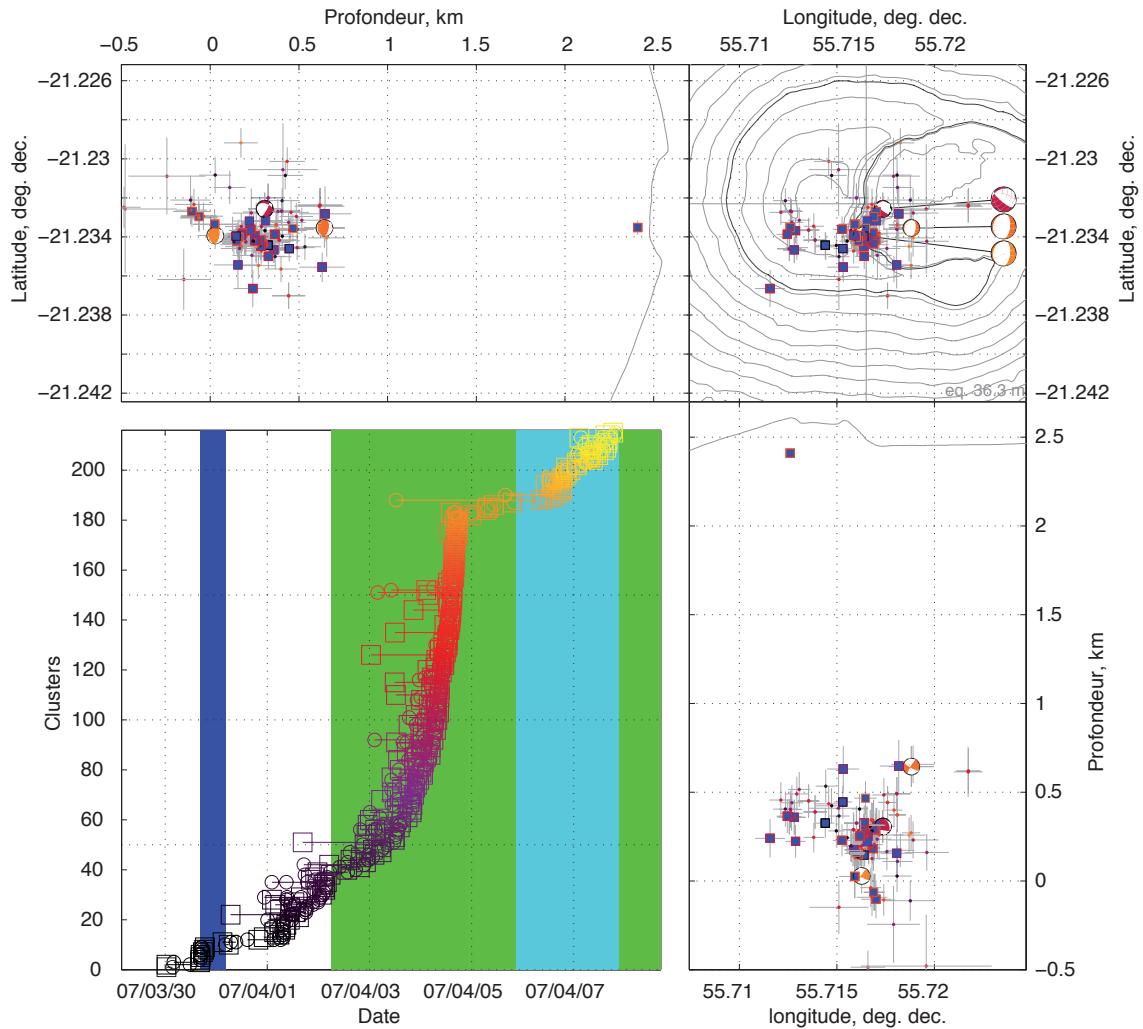 Profondeur, km
−0.5 0 0.5 1 1.5 2 2.5
Latitude, deg. dec.
−21.226
−21.23
−21.234
−21.238
−21.242
Longitude, deg. dec.
55.71 55.715 55.72
−21.226
−21.23
−21.234
−21.238
−21.242
Latitude, deg. dec.
eq. 36.3 m
Clusters
200
180
160
140
120
100
80
60
40
20
0
07/03/30 07/04/01 07/04/03 07/04/05 07/04/07
Date
2.5
2
1.5
1
0.5
0
−0.5
Profondeur, km
55.71 55.715 55.72
longitude, deg. dec.